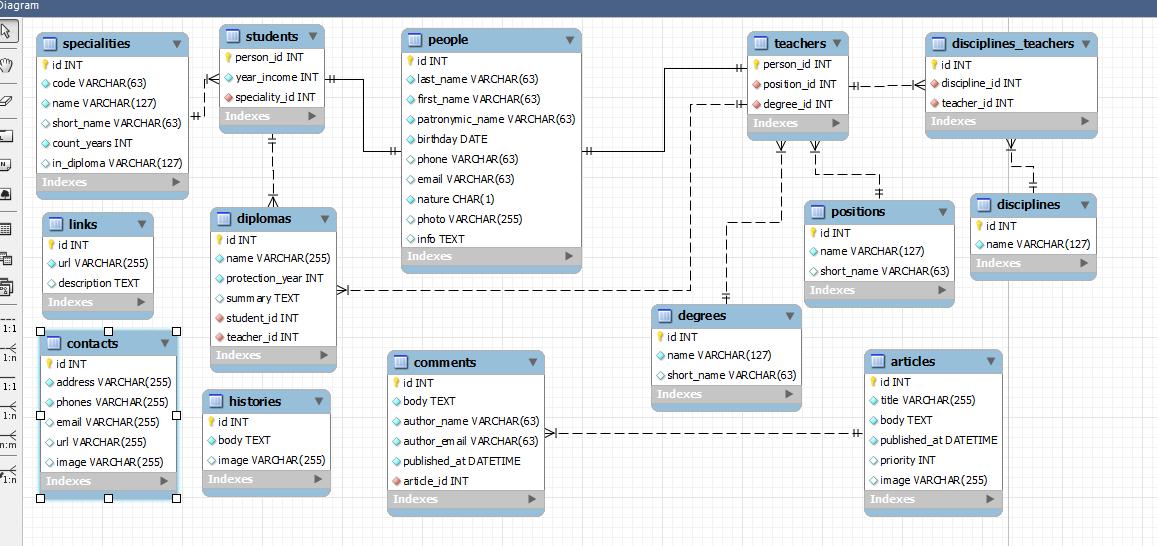 Diagram
specialities
id INT
code VARCHAR(63)
name VARCHAR(127)
short_name VARCHAR(63)
count_years INT
in_diploma VARCHAR(127)
Indexes
students
person_id INT
year_income INT
speciality_id INT
Indexes
people
id INT
last_name VARCHAR(63)
first_name VARCHAR(63)
patronymic_name VARCHAR(63)
birthday DATE
phone VARCHAR(63)
email VARCHAR(63)
nature CHAR(1)
photo VARCHAR(255)
info TEXT
Indexes
teachers
person_id INT
position_id INT
degree_id INT
Indexes
disciplines_teachers
id INT
discipline_id INT
teacher_id INT
Indexes
links
id INT
url VARCHAR(255)
description TEXT
Indexes
diplomas
id INT
name VARCHAR(255)
protection_year INT
summary TEXT
student_id INT
teacher_id INT
Indexes
positions
id INT
name VARCHAR(127)
short_name VARCHAR(63)
Indexes
disciplines
id INT
name VARCHAR(127)
Indexes
contacts
id INT
address VARCHAR(255)
phones VARCHAR(255)
email VARCHAR(255)
url VARCHAR(255)
image VARCHAR(255)
Indexes
histories
id INT
body TEXT
image VARCHAR(255)
Indexes
comments
id INT
body TEXT
author_name VARCHAR(63)
author_email VARCHAR(63)
published_at DATETIME
article_id INT
Indexes
degrees
id INT
name VARCHAR(127)
short_name VARCHAR(63)
Indexes
articles
id INT
title VARCHAR(255)
body TEXT
published_at DATETIME
priority INT
image VARCHAR(255)
Indexes
1:1
1:n
1:1
1:n
n:m
1:n